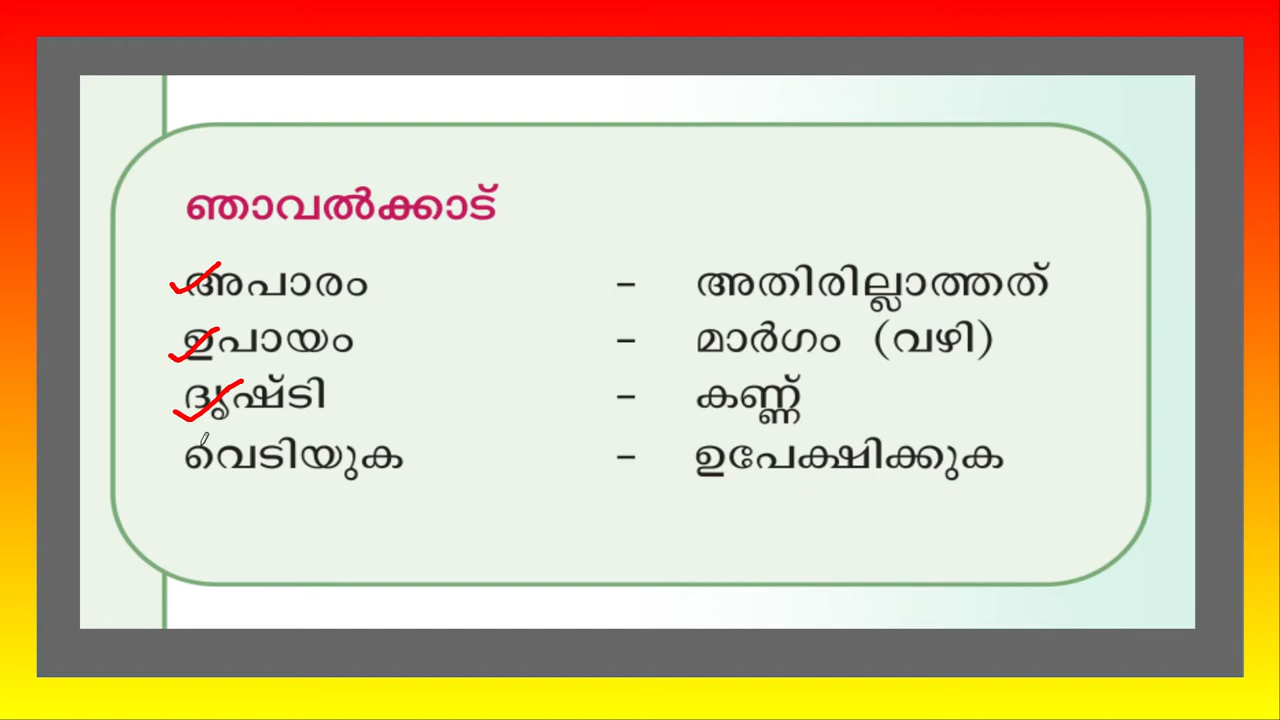 ഞാവൽക്കാട്
അപാരം – അതിരില്ലാത്തത്
ഉപായം – മാർഗം (വഴി)
ദൃഷ്ടി – കണ്ണ്
വെടിയുക – ഉപേക്ഷിക്കുക